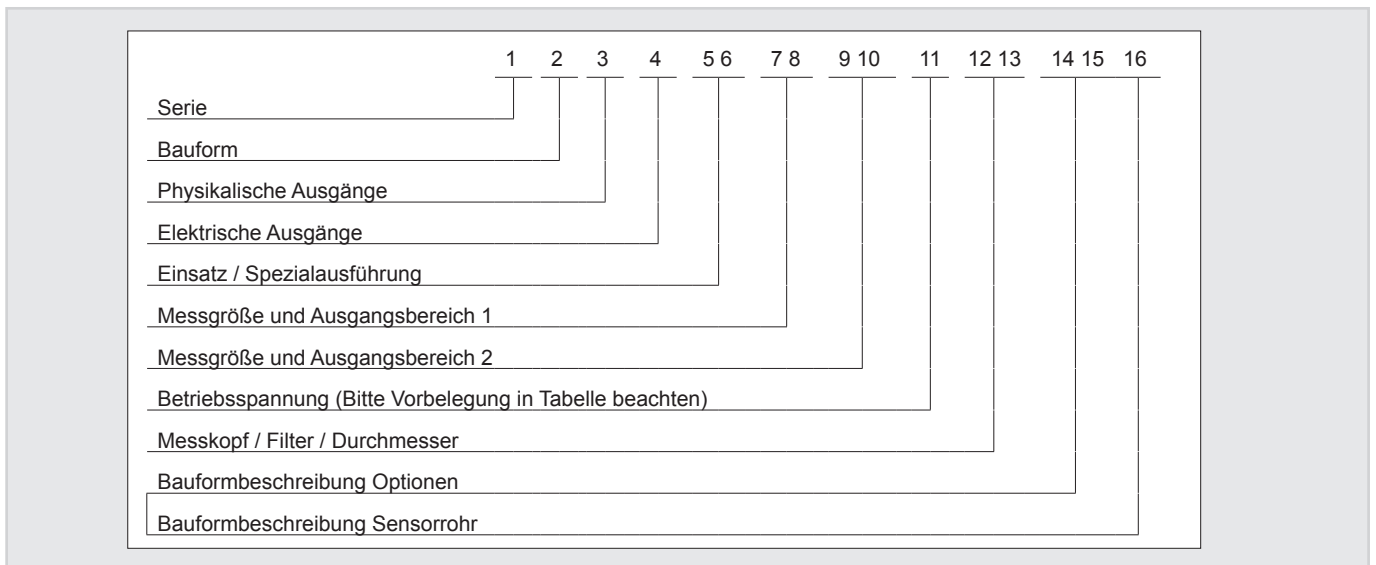 1 2 3 4 5 6 7 8 9 10 11 12 13 14 15 16
Serie
Bauform
Physikalische Ausgänge
Elektrische Ausgänge
Einsatz / Spezialausführung
Messgröße und Ausgangsbereich 1
Messgröße und Ausgangsbereich 2
Betriebsspannung (Bitte Vorbelegung in Tabelle beachten)
Messkopf / Filter / Durchmesser
Bauformbeschreibung Optionen
Bauformbeschreibung Sensorrohr